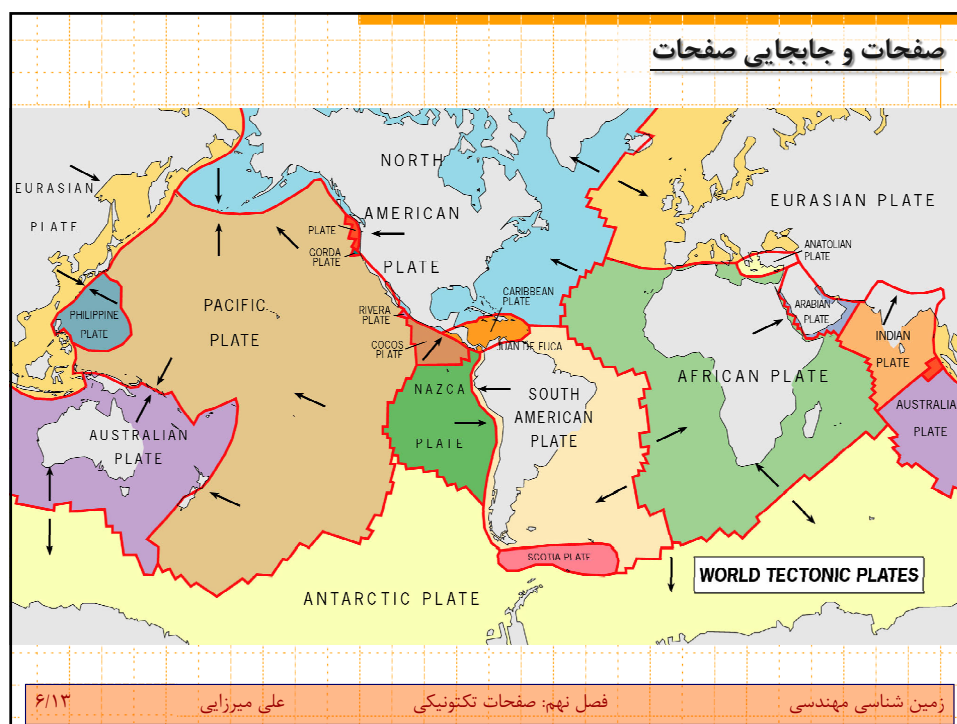 صفحات و جابجایی صفحات
NORTH
AMERICAN
PLATE
EURASIAN
PLATE
EURASIAN PLATE
ANATOLIAN
PLATE
PLATE
GORDA
PLATE
PACIFIC
PLATE
PHILIPPINE
PLATE
RIVERA
PLATE
CARIBBEAN
PLATE
COCOS
PLATE
JUAN DE FUCA
ARABIAN
PLATE
INDIAN
PLATE
NAZCA
PLATE
SOUTH
AMERICAN
PLATE
AFRICAN PLATE
AUSTRALIAN
PLATE
AUSTRALIA
PLATE
SCOTIA PLATE
ANTARCTIC PLATE
WORLD TECTONIC PLATES
زمین شناسی مهندسی
فصل نهم: صفحات تکتونیکی
علی میرزایی
۶/۱۳